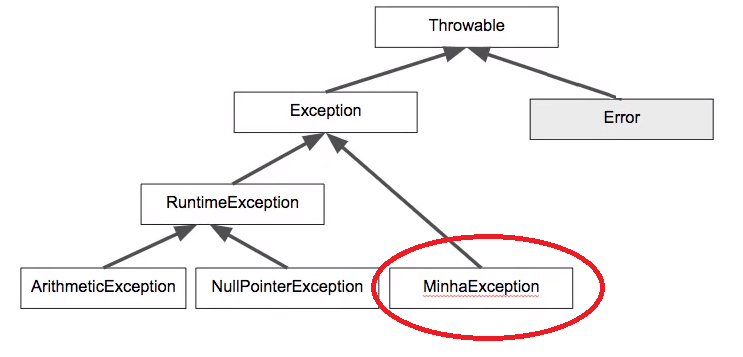 Throwable
Exception
Error
RuntimeException
ArithmeticException
NullPointerException
MinhaException